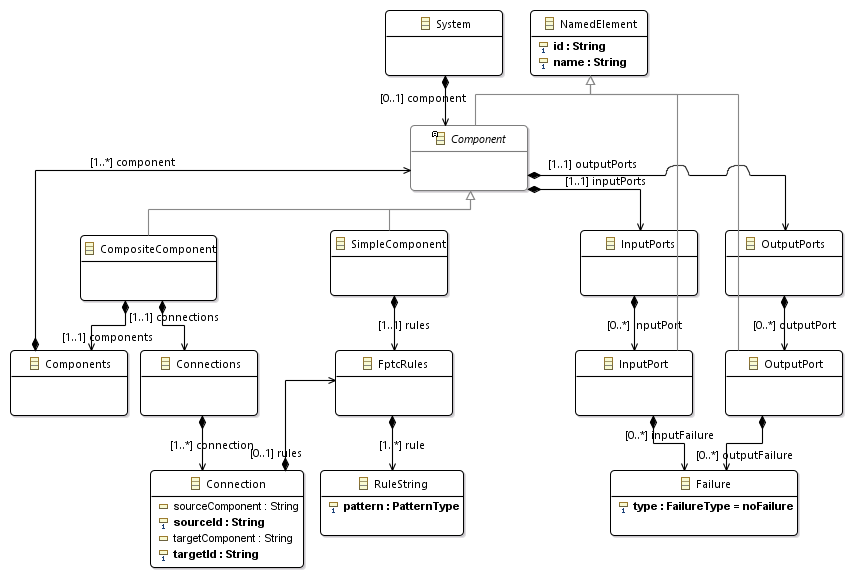 System
NamedElement
id : String
name : String
[0..1] component
Component
[1..*] component
[1..1] outputPorts
[1..1] inputPorts
CompositeComponent
SimpleComponent
InputPorts
OutputPorts
[1..1] connections
[1..1] components
[1..1] rules
[0..*] inputPort
[0..*] outputPort
Components
Connections
FptcRules
InputPort
OutputPort
[1..*] connection
[0..1] rules
[1..*] rule
[0..*] inputFailure
[0..*] outputFailure
Connection
sourceComponent : String
sourceId : String
targetComponent : String
targetId : String
RuleString
pattern : PatternType
Failure
type : FailureType = noFailure